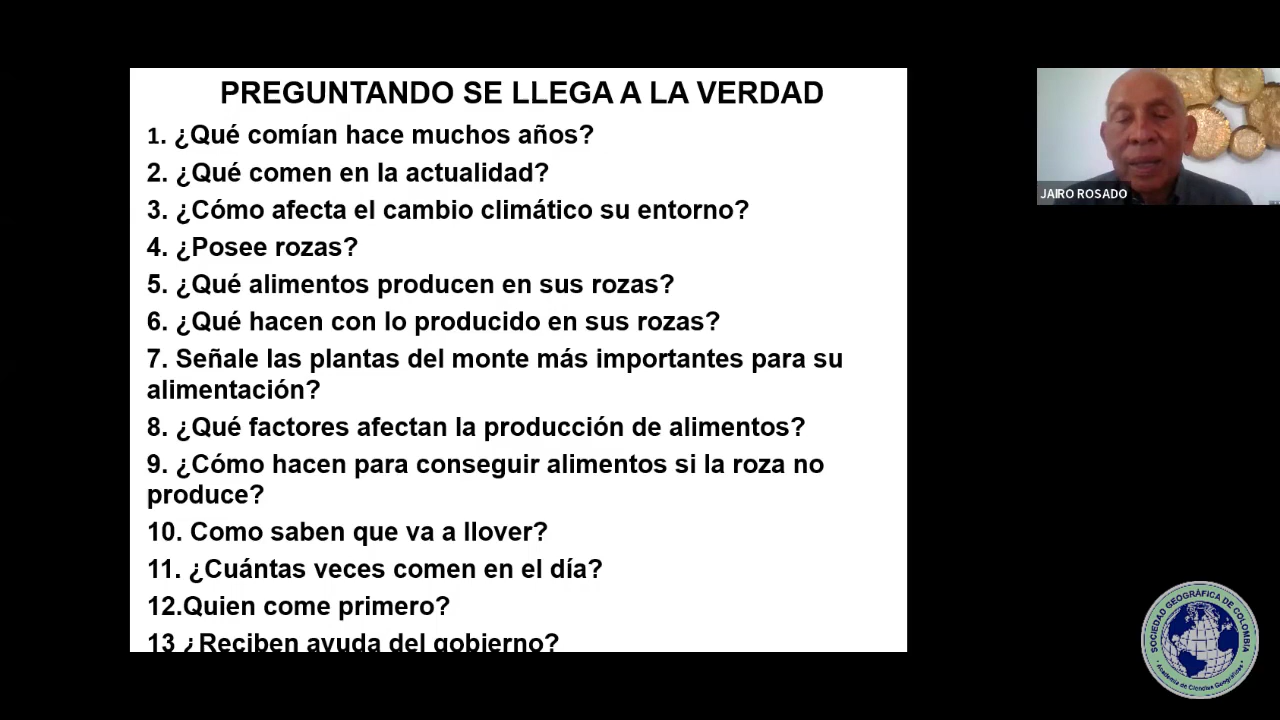 PREGUNTANDO SE LLEGA A LA VERDAD
1. ¿Qué comían hace muchos años?
2. ¿Qué comen en la actualidad?
3. ¿Cómo afecta el cambio climático su entorno?
4. ¿Posee rozas?
5. ¿Qué alimentos producen en sus rozas?
6. ¿Qué hacen con lo producido en sus rozas?
7. Señale las plantas del monte más importantes para su
alimentación?
8. ¿Qué factores afectan la producción de alimentos?
9. ¿Cómo hacen para conseguir alimentos si la roza no
produce?
10. Como saben que va a llover?
11. ¿Cuántas veces comen en el día?
12.Quien come primero?
13 ¿Reciben ayuda del gobierno?
JAIRO ROSADO
SOCIEDAD GEOGRÁFICA DE COLOMBIA
Academia de Ciencias Geográficas